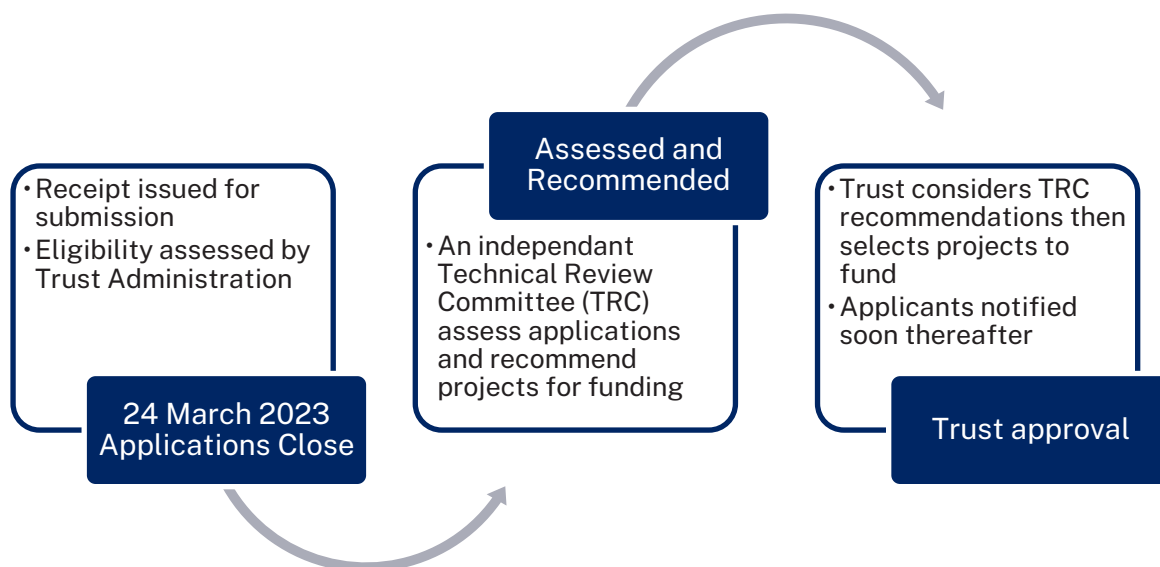 • Receipt issued for
submission
• Eligibility assessed by
Trust Administration
24 March 2023
Applications Close
Assessed and
Recommended
• An independant
Technical Review
Committee (TRC)
assess applications
and recommend
projects for funding
• Trust considers TRC
recommendations then
selects projects to
fund
• Applicants notified
soon thereafter
Trust approval